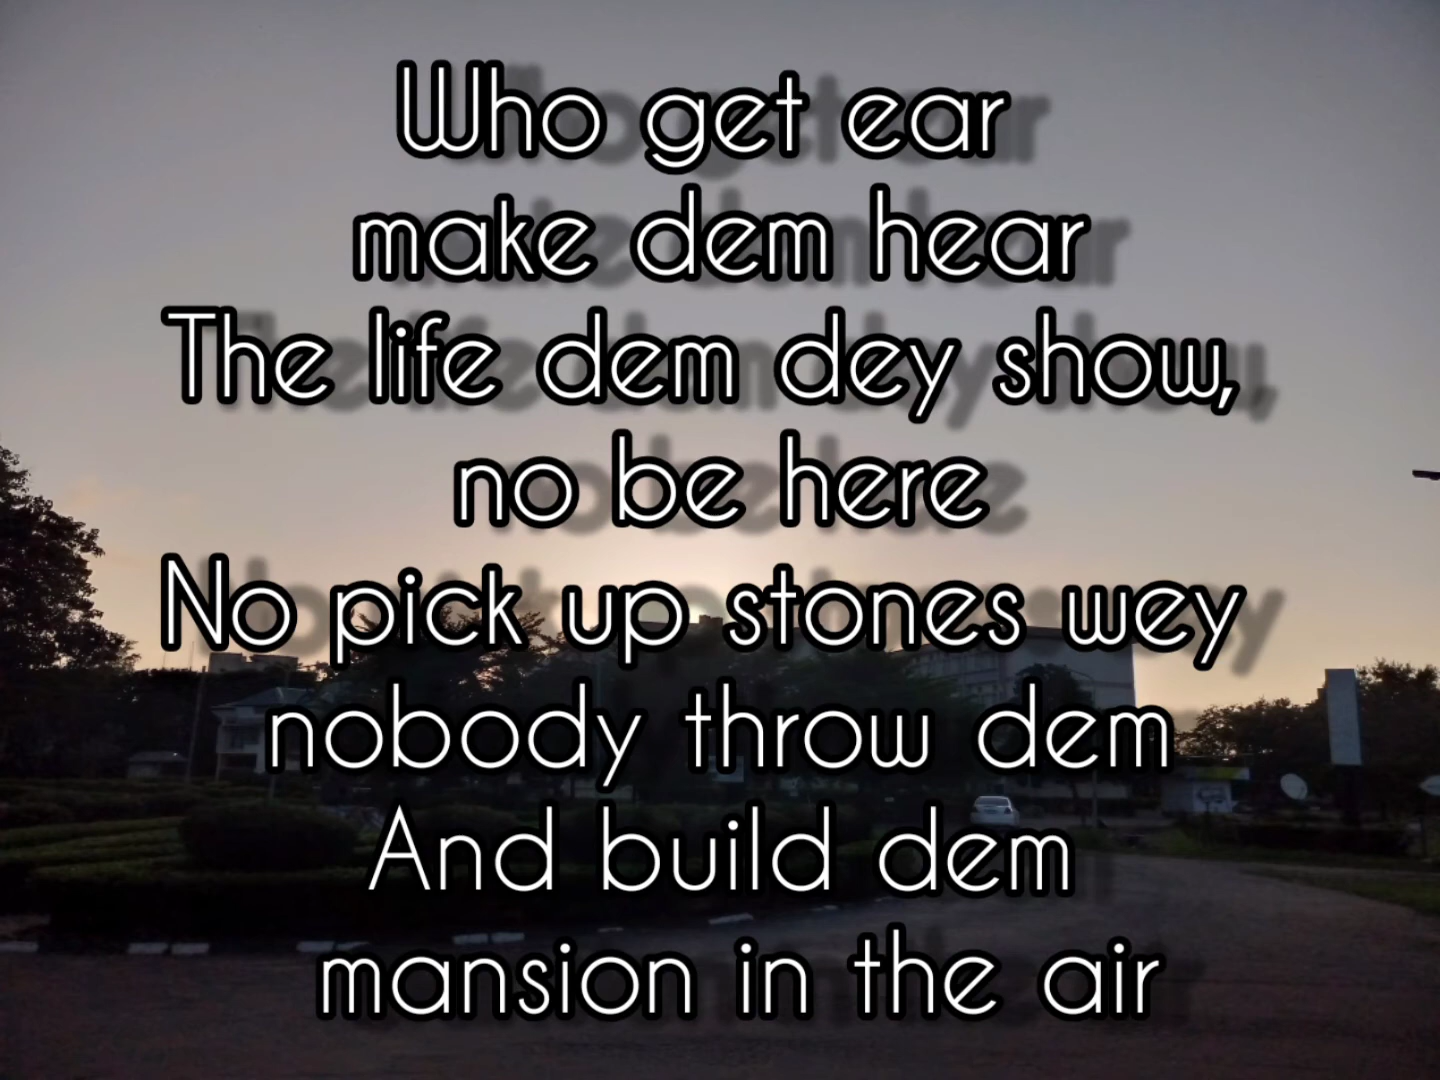 Who get ear
make dem hear
The life dem dey show,
no be here
No pick up stones wey
nobody throw dem
And build dem
mansion in the air